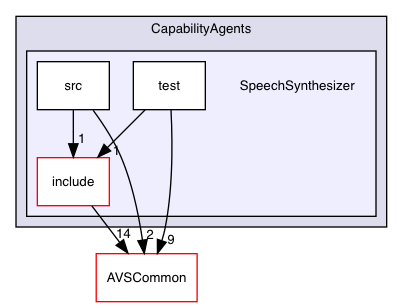 CapabilityAgents
src
test
SpeechSynthesizer
1
1
include
14
2
9
AVSCommon